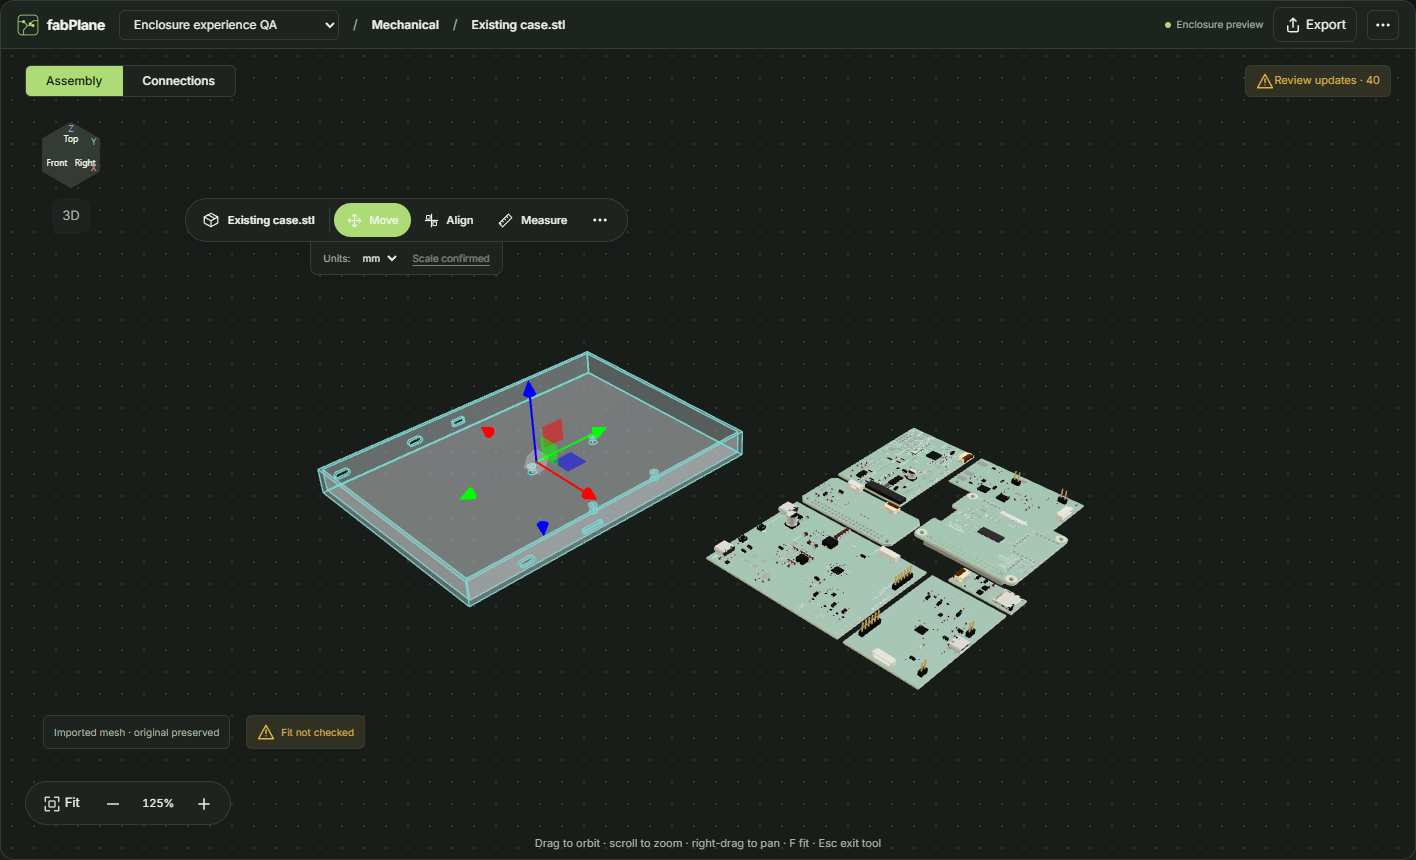 fabPlane
Enclosure experience QA
/ Mechanical / Existing case.stl
Enclosure preview
Export
Assembly
Connections
Review updates · 40
Z
Top
Y
Front
Right
X
3D
Existing case.stl
Move
Align
Measure
Units: mm
Scale confirmed
Imported mesh · original preserved
Fit not checked
Fit
125%
Drag to orbit · scroll to zoom · right-drag to pan · F fit · Esc exit tool